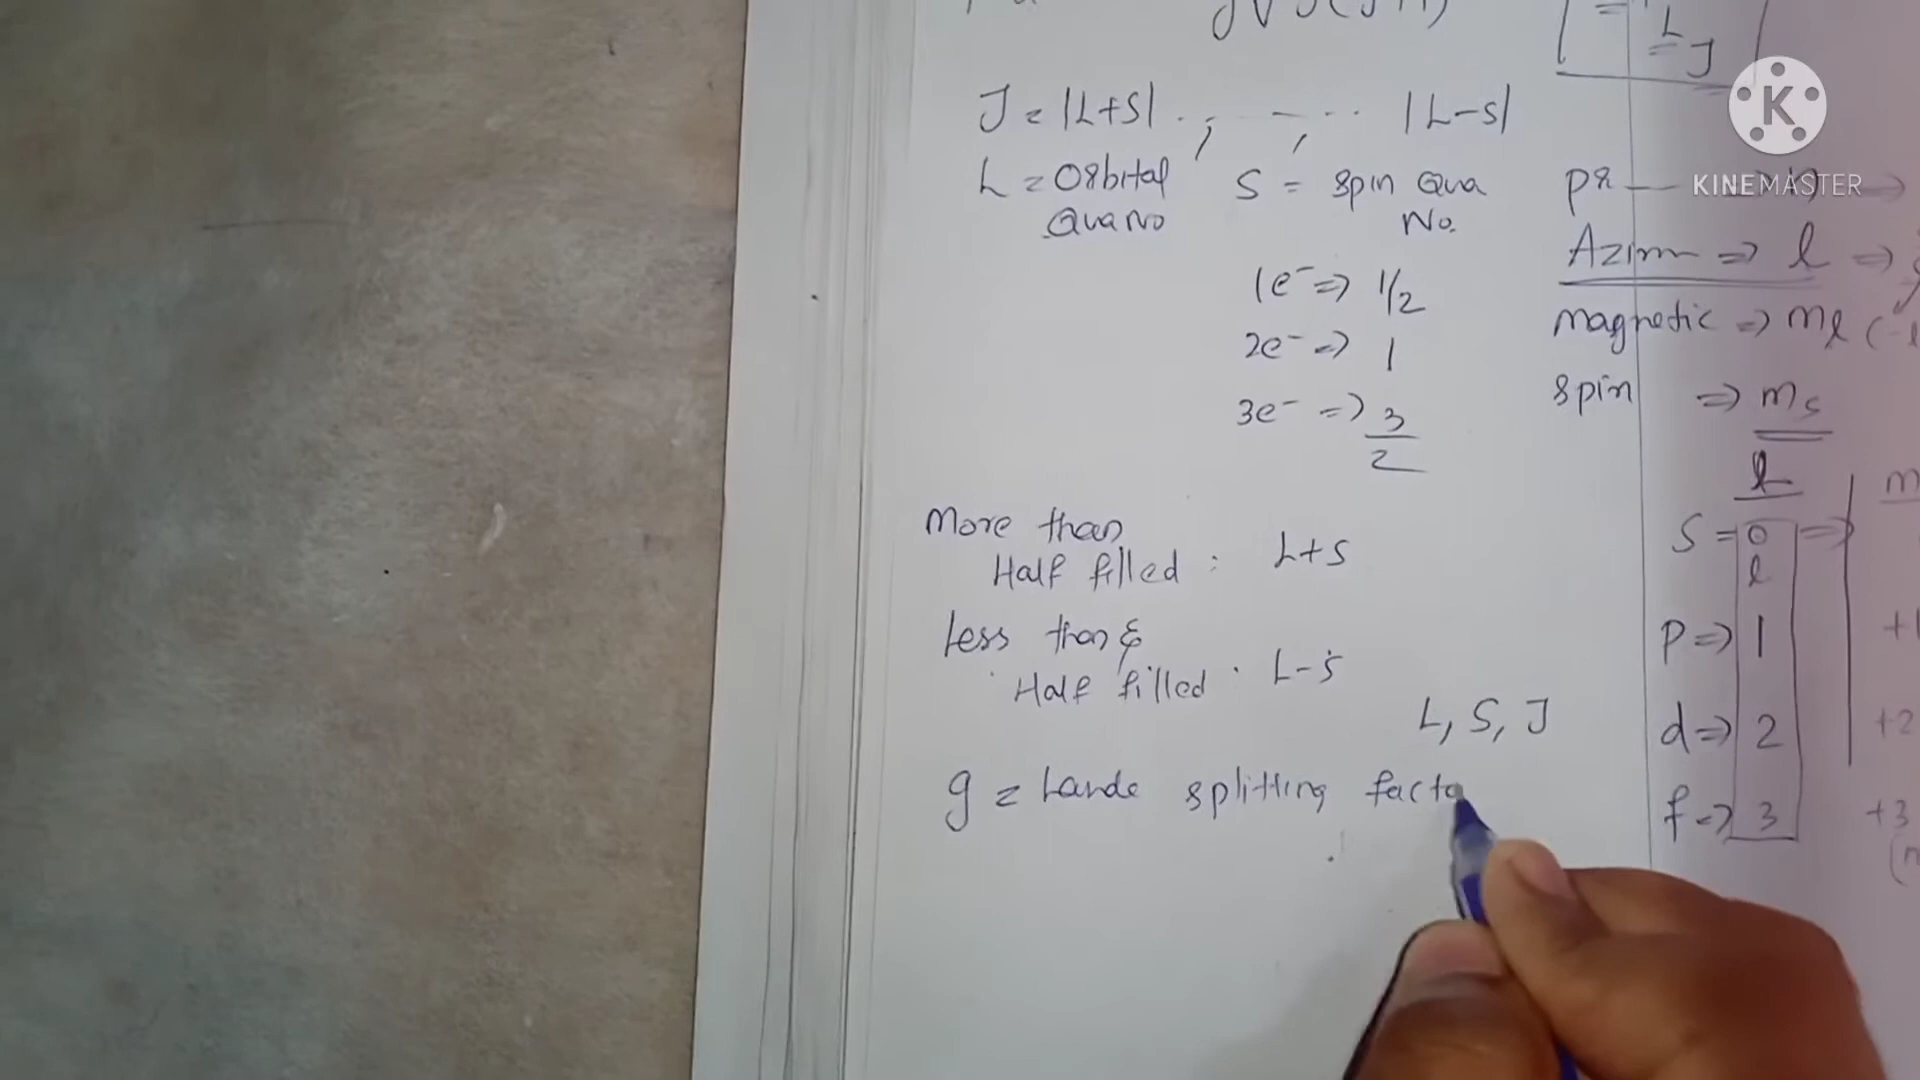 g√J(J+1)
L
J
J = |L+S| . , - , .. |L-S|
L = Orbital S = spin Qua
Qua No No.
1e⁻ => 1/2
2e⁻ => 1
3e⁻ => 3/2
More than
Half filled : L+S
Less than &
Half filled . L-S
L, S, J
g = Lande splitting facto
KINEMASTER
Azim => l =>
magnetic => ml (-l
spin => ms
l
S = 0 =>
l
p => 1 +1
d => 2 +2
f => 3 +3